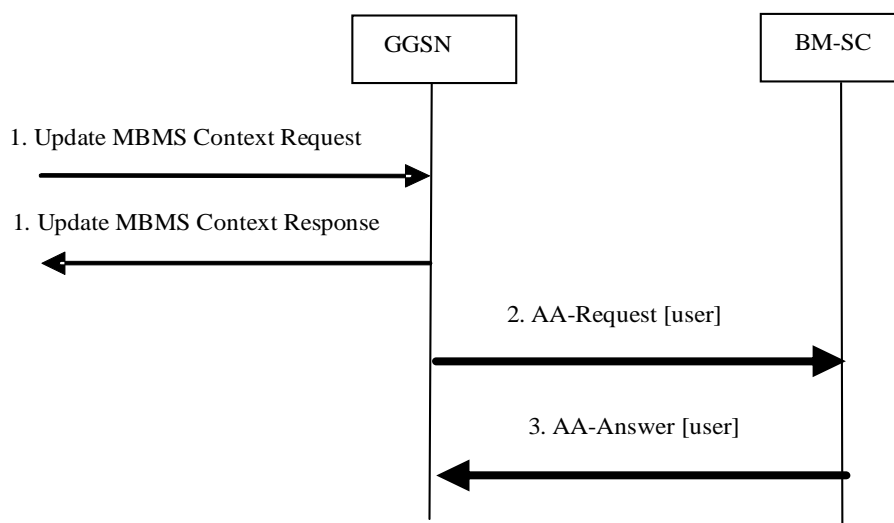 GGSN
BM-SC
1. Update MBMS Context Request
1. Update MBMS Context Response
2. AA-Request [user]
3. AA-Answer [user]